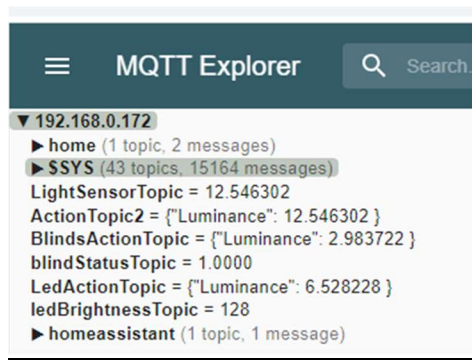 MQTT Explorer Search.
▼ 192.168.0.172
▶ home (1 topic, 2 messages)
▶ $SYS (43 topics, 15164 messages)
LightSensorTopic = 12.546302
ActionTopic2 = {"Luminance": 12.546302 }
BlindsActionTopic = {"Luminance": 2.983722 }
blindStatusTopic = 1.0000
LedActionTopic = {"Luminance": 6.528228 }
ledBrightnessTopic = 128
▶ homeassistant (1 topic, 1 message)